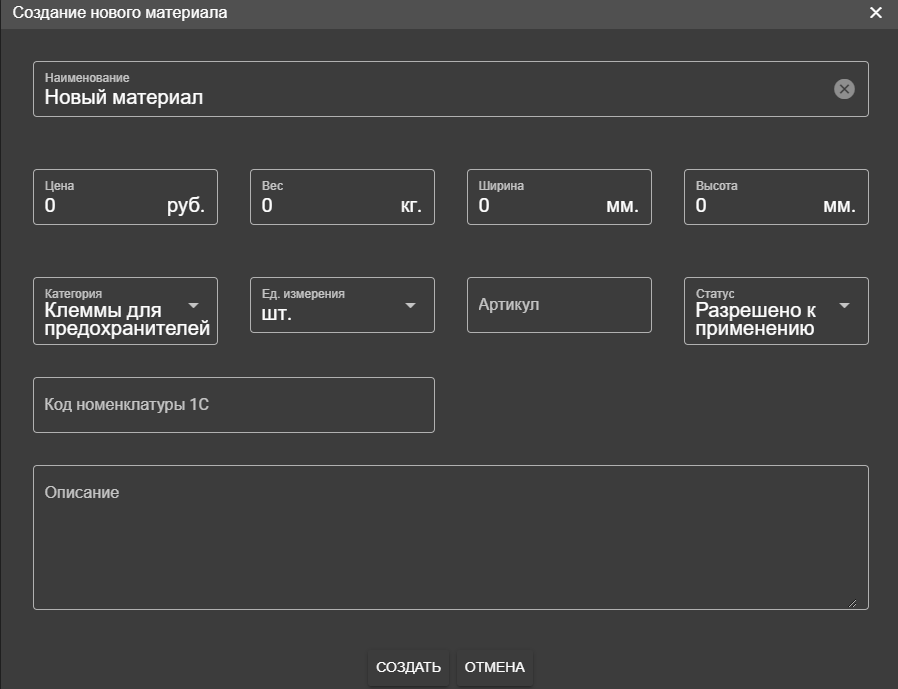 Создание нового материала
Наименование
Новый материал
Цена
0 руб.
Вес
0 кг.
Ширина
0 мм.
Высота
0 мм.
Категория
Клеммы для
предохранителей
Ед. измерения
шт.
Артикул
Статус
Разрешено к
применению
Код номенклатуры 1С
Описание
СОЗДАТЬ ОТМЕНА